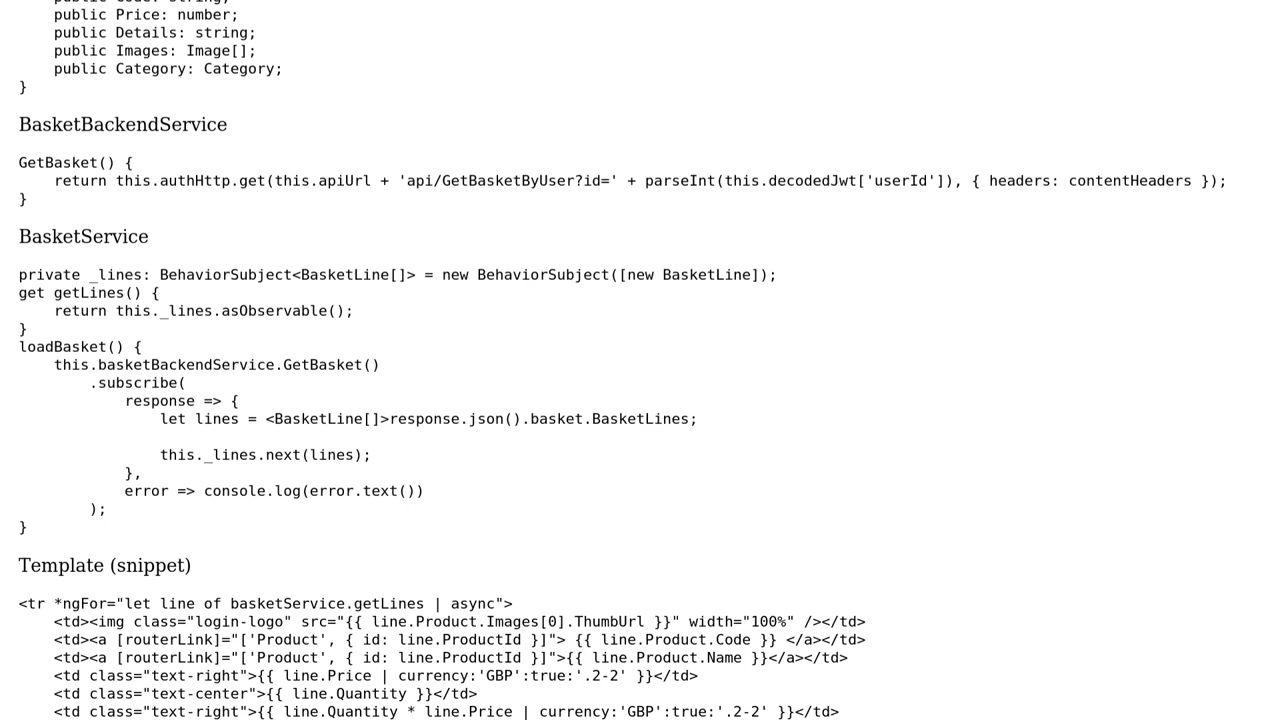 public Code: string;
    public Price: number;
    public Details: string;
    public Images: Image[];
    public Category: Category;
}
BasketBackendService
GetBasket() {
    return this.authHttp.get(this.apiUrl + 'api/GetBasketByUser?id=' + parseInt(this.decodedJwt['userId']), { headers: contentHeaders });
}
BasketService
private _lines: BehaviorSubject<BasketLine[]> = new BehaviorSubject([new BasketLine]);
get getLines() {
    return this._lines.asObservable();
}
loadBasket() {
    this.basketBackendService.GetBasket()
        .subscribe(
            response => {
                let lines = <BasketLine[]>response.json().basket.BasketLines;
                this._lines.next(lines);
            },
            error => console.log(error.text())
        );
}
Template (snippet)
<tr *ngFor="let line of basketService.getLines | async">
    <td><img class="login-logo" src="{{ line.Product.Images[0].ThumbUrl }}" width="100%" /></td>
    <td><a [routerLink]="['Product', { id: line.ProductId }]"> {{ line.Product.Code }} </a></td>
    <td><a [routerLink]="['Product', { id: line.ProductId }]">{{ line.Product.Name }}</a></td>
    <td class="text-right">{{ line.Price | currency:'GBP':true:'.2-2' }}</td>
    <td class="text-center">{{ line.Quantity }}</td>
    <td class="text-right">{{ line.Quantity * line.Price | currency:'GBP':true:'.2-2' }}</td>